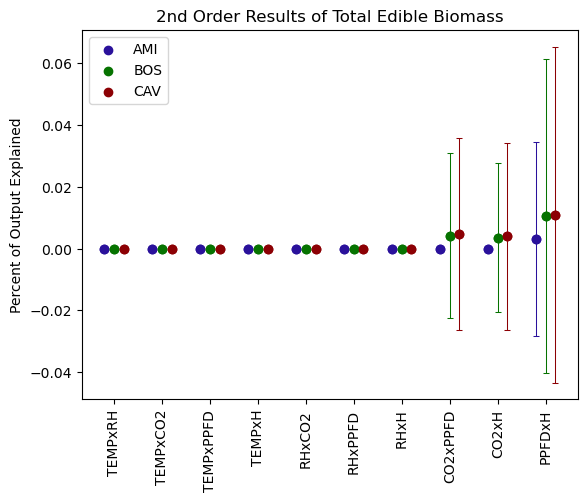 2nd Order Results of Total Edible Biomass
AMI
BOS
CAV
Percent of Output Explained
0.06
0.04
0.02
0.00
−0.02
−0.04
TEMPxRH
TEMPxCO2
TEMPxPPFD
TEMPxH
RHxCO2
RHxPPFD
RHxH
CO2xPPFD
CO2xH
PPFDxH